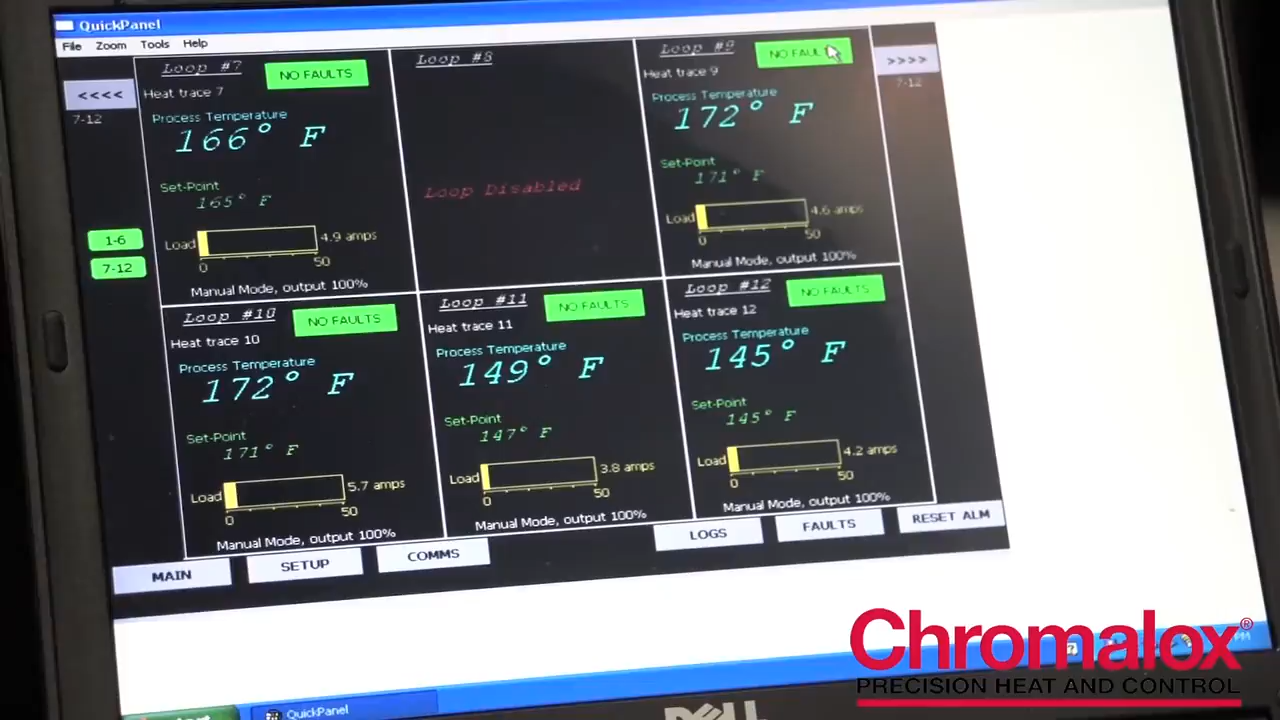 QuickPanel
File Zoom Tools Help
<<<<
7-12
1-6
7-12
Loop #7
NO FAULTS
Heat trace 7
Process Temperature
166° F
Set-Point
165° F
Load
4.9 amps
0 50
Manual Mode, output 100%
Loop #8
Loop Disabled
Loop #9
NO FAULTS
Heat trace 9
Process Temperature
172° F
Set-Point
171° F
Load
4.6 amps
0 50
Manual Mode, output 100%
>>>>
7-12
Loop #10
NO FAULTS
Heat trace 10
Process Temperature
172° F
Set-Point
171° F
Load
5.7 amps
0 50
Manual Mode, output 100%
Loop #11
NO FAULTS
Heat trace 11
Process Temperature
149° F
Set-Point
147° F
Load
3.8 amps
0 50
Manual Mode, output 100%
Loop #12
NO FAULTS
Heat trace 12
Process Temperature
145° F
Set-Point
145° F
Load
4.2 amps
0 50
Manual Mode, output 100%
MAIN SETUP COMMS LOGS FAULTS RESET ALM
Chromalox®
PRECISION HEAT AND CONTROL
QuickPanel
DELL